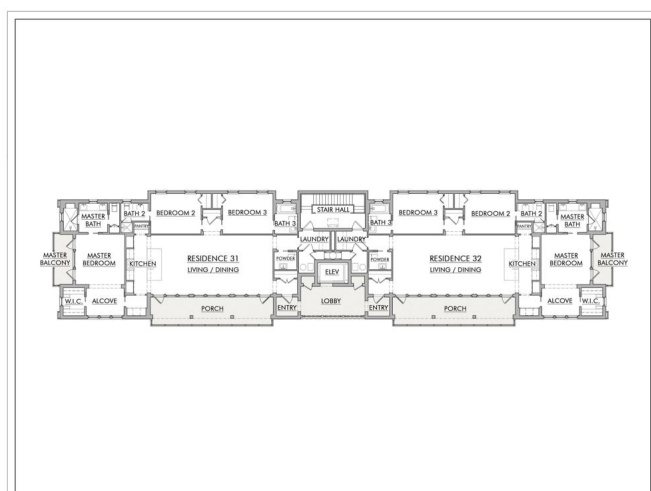 MASTER
BATH
BATH 2
PANTRY
BEDROOM 2
BEDROOM 3
BATH 3
STAIR HALL
BATH 3
BEDROOM 3
BEDROOM 2
BATH 2
PANTRY
MASTER
BATH
LAUNDRY
LAUNDRY
MASTER
BALCONY
MASTER
BEDROOM
KITCHEN
RESIDENCE 31
LIVING / DINING
POWDER
ELEV
POWDER
RESIDENCE 32
LIVING / DINING
KITCHEN
MASTER
BEDROOM
MASTER
BALCONY
W.I.C.
ALCOVE
PORCH
ENTRY
LOBBY
ENTRY
PORCH
ALCOVE
W.I.C.